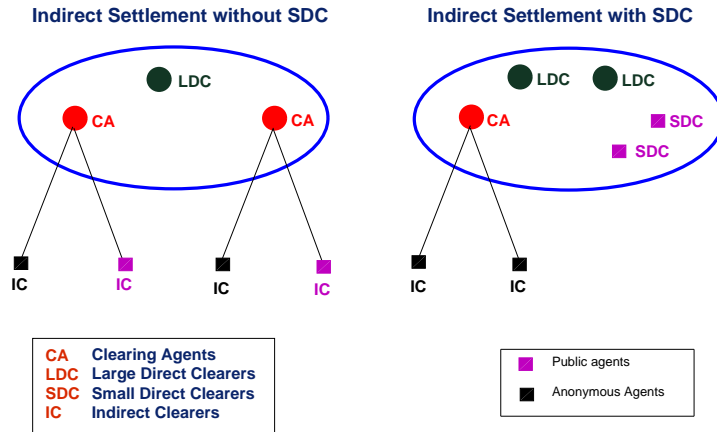 Indirect Settlement without SDC
Indirect Settlement with SDC
LDC
LDC
LDC
CA
CA
CA
SDC
SDC
IC
IC
IC
IC
IC
IC
CA Clearing Agents
LDC Large Direct Clearers
SDC Small Direct Clearers
IC Indirect Clearers
Public agents
Anonymous Agents